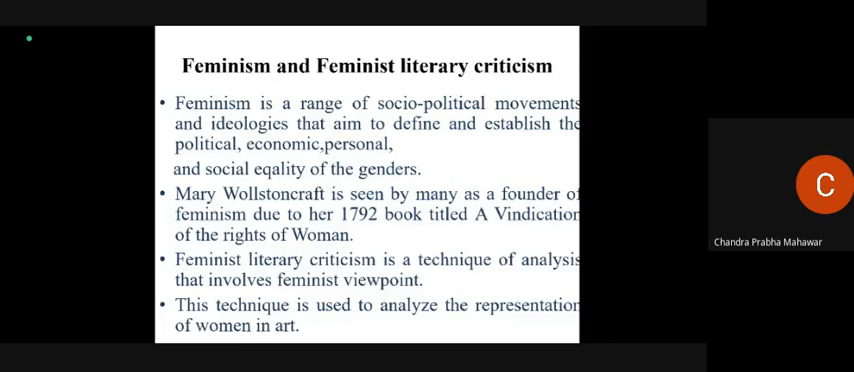 Feminism and Feminist literary criticism
• Feminism is a range of socio-political movements
and ideologies that aim to define and establish the
political, economic,personal,
and social eqality of the genders.
• Mary Wollstoncraft is seen by many as a founder of
feminism due to her 1792 book titled A Vindication
of the rights of Woman.
• Feminist literary criticism is a technique of analysis
that involves feminist viewpoint.
• This technique is used to analyze the representation
of women in art.
C
Chandra Prabha Mahawar